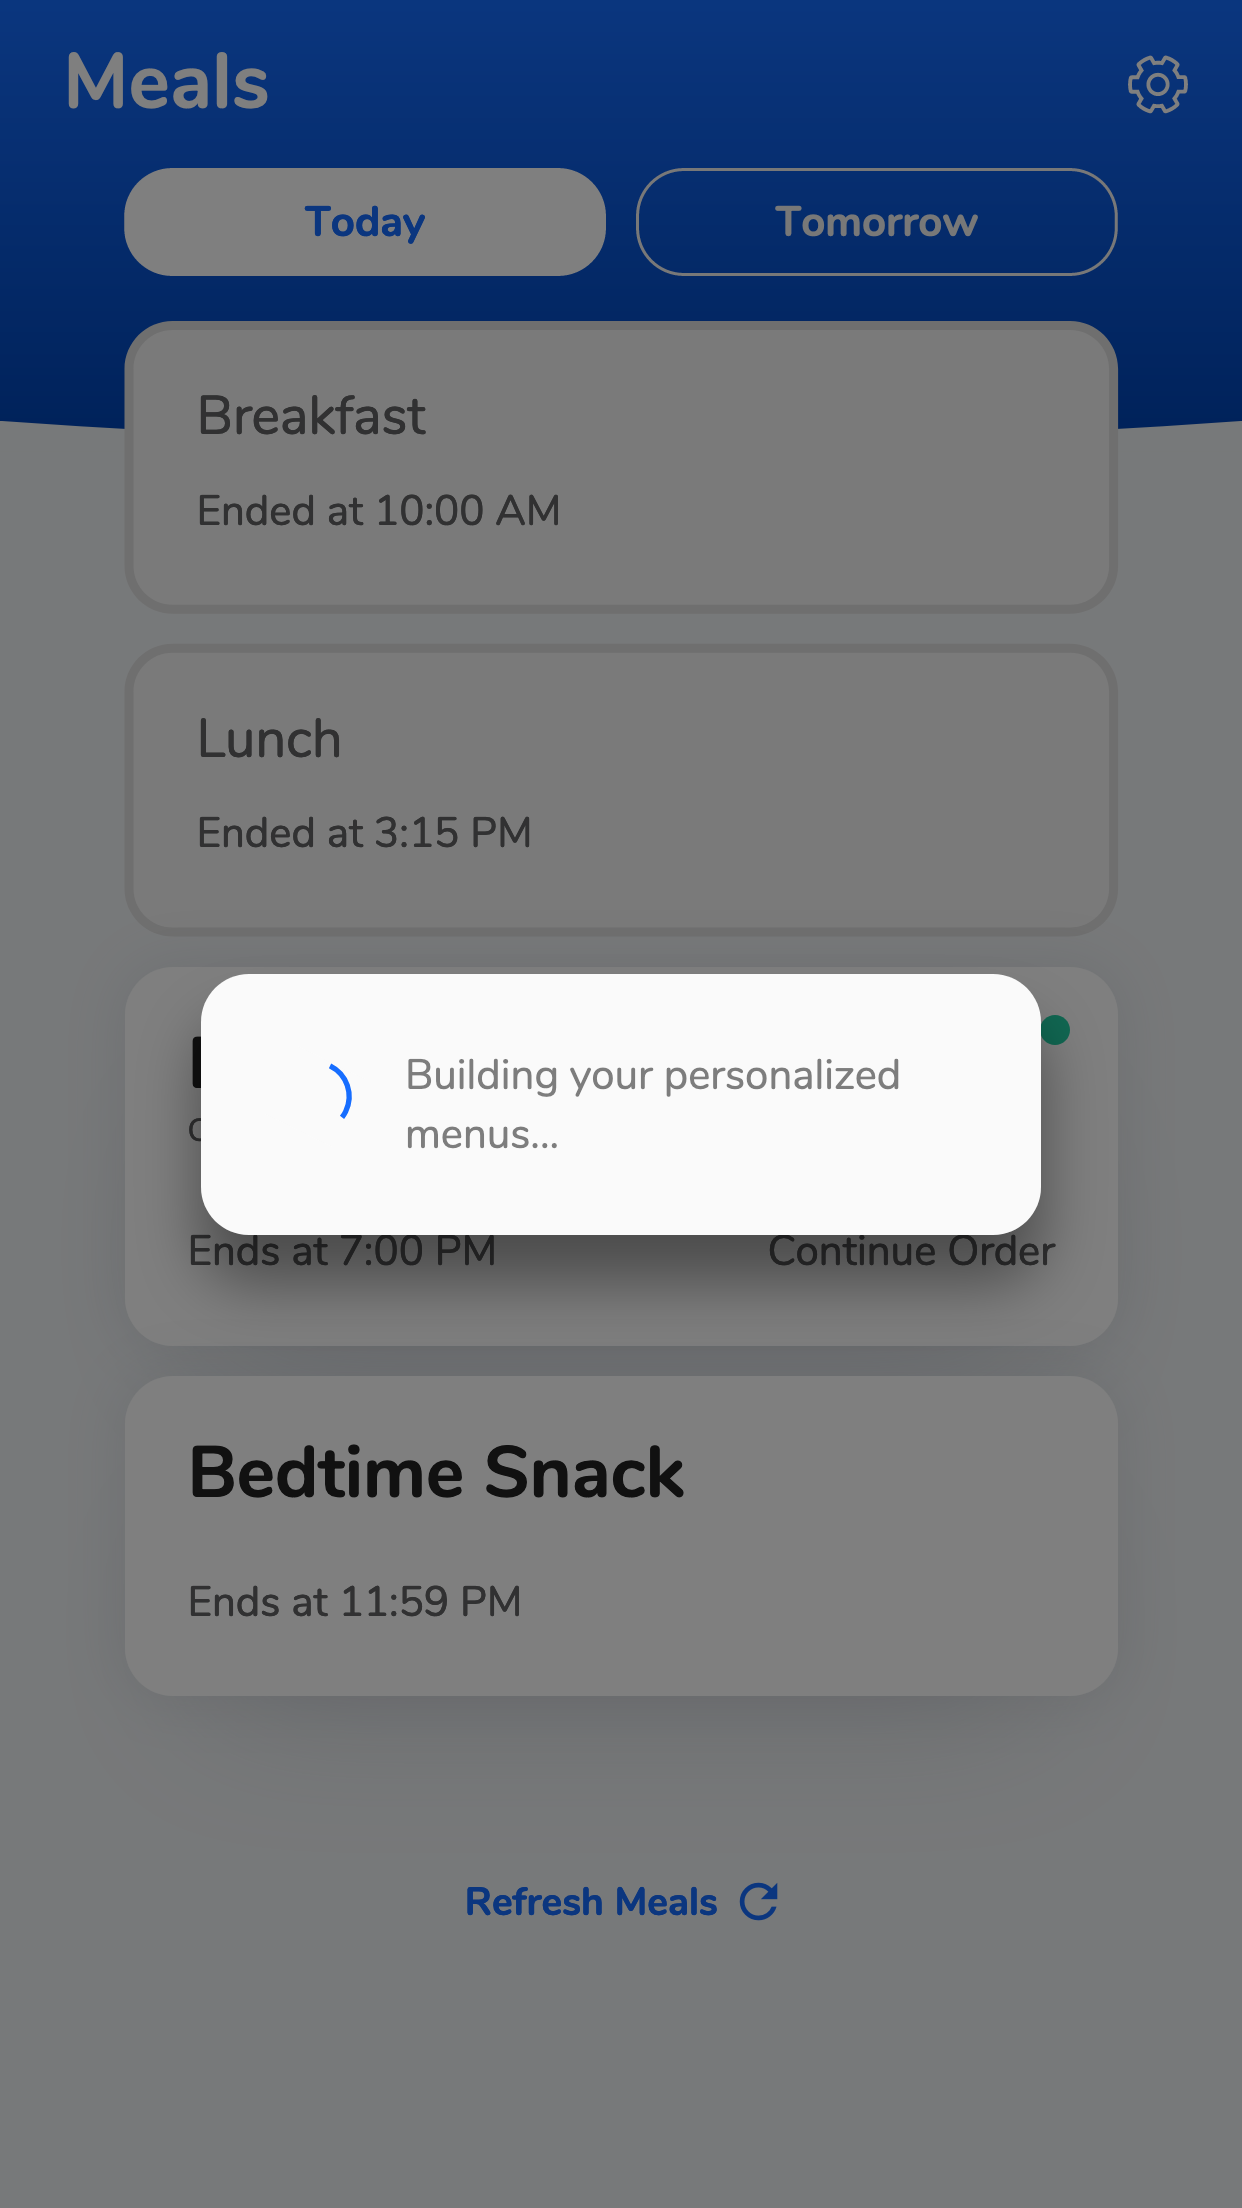 Meals
Today
Tomorrow
Breakfast
Ended at 10:00 AM
Lunch
Ended at 3:15 PM
Building your personalized
menus...
Ends at 7:00 PM
Continue Order
Bedtime Snack
Ends at 11:59 PM
Refresh Meals